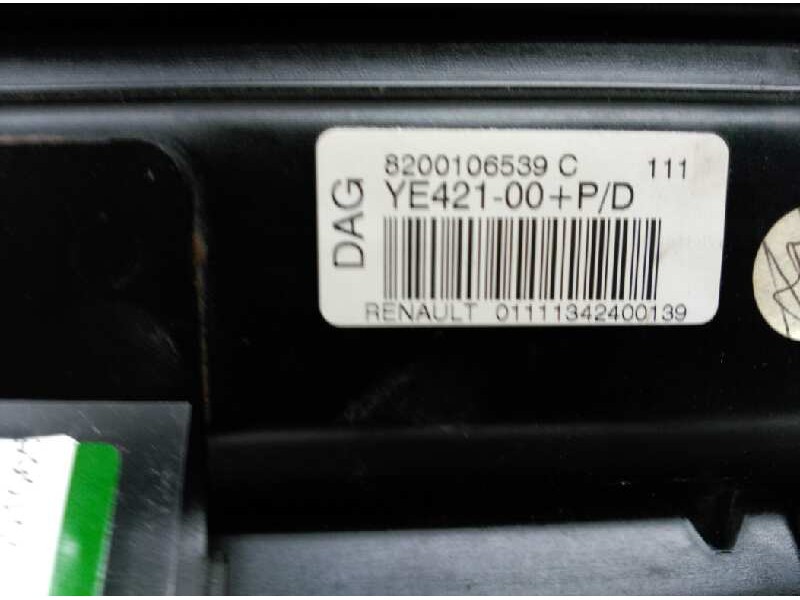 8200106539 C 111
DAG
YE421-00+P/D
RENAULT 01111342400139